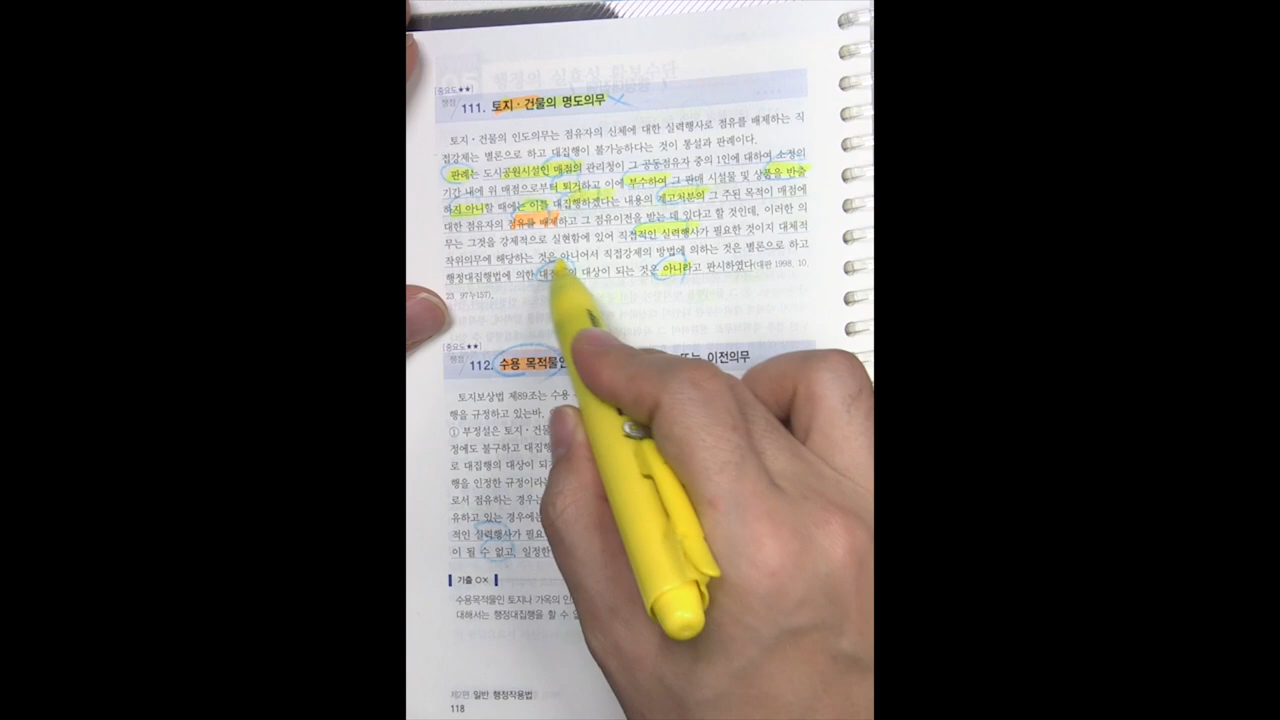 [중요도★★]
행정 111. 토지·건물의 명도의무
토지·건물의 인도의무는 점유자의 신체에 대한 실력행사로 점유를 배제하는 직
접강제는 별론으로 하고 대집행이 불가능하다는 것이 통설과 판례이다.
판례는 도시공원시설인 매점의 관리청이 그 공동점유자 중의 1인에 대하여 소정의
기간 내에 위 매점으로부터 퇴거하고 이에 부수하여 그 판매 시설물 및 상품을 반출
하지 아니할 때에는 이를 대집행하겠다는 내용의 계고처분의 그 주된 목적이 매점에
대한 점유자의 점유를 배제하고 그 점유이전을 받는 데 있다고 할 것인데, 이러한 의
무는 그것을 강제적으로 실현함에 있어 직접적인 실력행사가 필요한 것이지 대체적
작위의무에 해당하는 것은 아니어서 직접강제의 방법에 의하는 것은 별론으로 하고
행정대집행법에 의한 대상이 되는 것은 아니라고 판시하였다(대판 1998. 10.
23. 97누157).
[중요도★★]
행정 112. 수용 목적물인 또는 이전의무
토지보상법 제89조는 수용
행을 규정하고 있는바,
① 부정설은 토지·건물
정에도 불구하고 대집행
로 대집행의 대상이 되지
행을 인정한 규정이라는
로서 점유하는 경우는
유하고 있는 경우에는
적인 실력행사가 필요
이 될 수 없고, 일정한
기출 ○×
수용목적물인 토지나 가옥의
대해서는 행정대집행을 할 수
제2편 일반 행정작용법
118